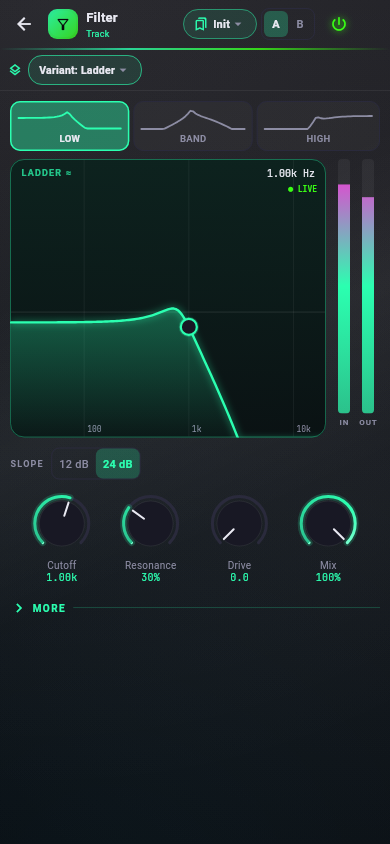 Filter
Track
Init
A B
Variant: Ladder
LOW BAND HIGH
LADDER ≈ 1.00k Hz
LIVE
100 1k 10k
IN OUT
SLOPE 12 dB 24 dB
Cutoff Resonance Drive Mix
1.00k 30% 0.0 100%
MORE